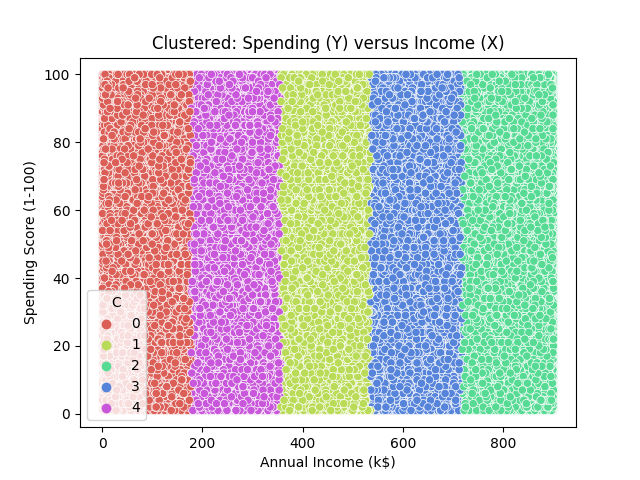 Clustered: Spending (Y) versus Income (X)
100
80
60
40
20
0
Spending Score (1-100)
C
0
1
2
3
4
0 200 400 600 800
Annual Income (k$)